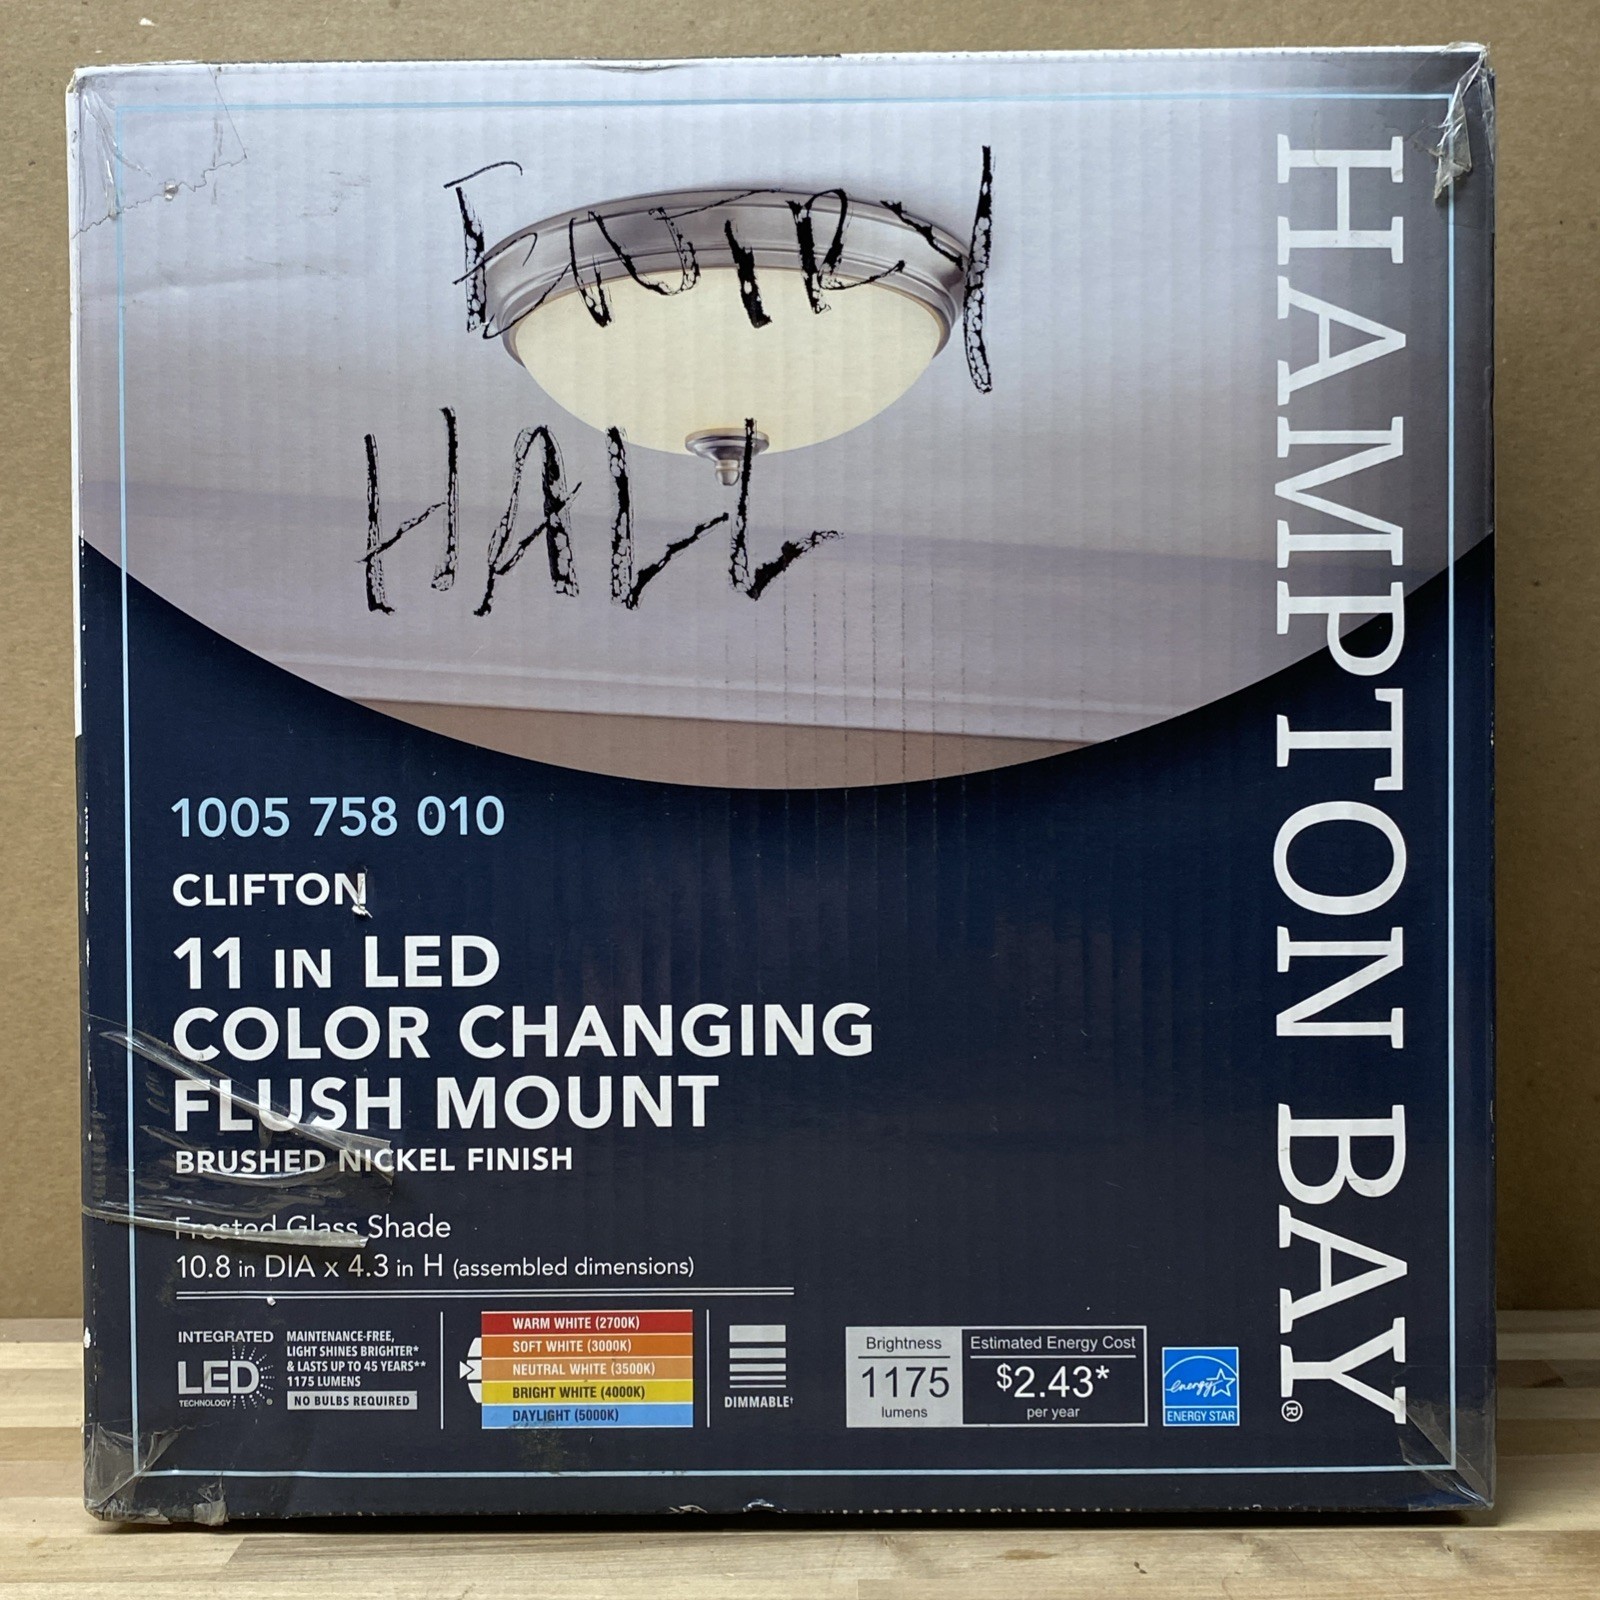 ENTRY
HALL
HAMPTON BAY®
1005 758 010
CLIFTON
11 IN LED
COLOR CHANGING
FLUSH MOUNT
BRUSHED NICKEL FINISH
Frosted Glass Shade
10.8 in DIA x 4.3 in H (assembled dimensions)
INTEGRATED
LED
TECHNOLOGY ®
MAINTENANCE-FREE,
LIGHT SHINES BRIGHTER*
& LASTS UP TO 45 YEARS**
1175 LUMENS
NO BULBS REQUIRED
WARM WHITE (2700K)
SOFT WHITE (3000K)
NEUTRAL WHITE (3500K)
BRIGHT WHITE (4000K)
DAYLIGHT (5000K)
DIMMABLE†
Brightness
1175
lumens
Estimated Energy Cost
$2.43*
per year
energy
ENERGY STAR